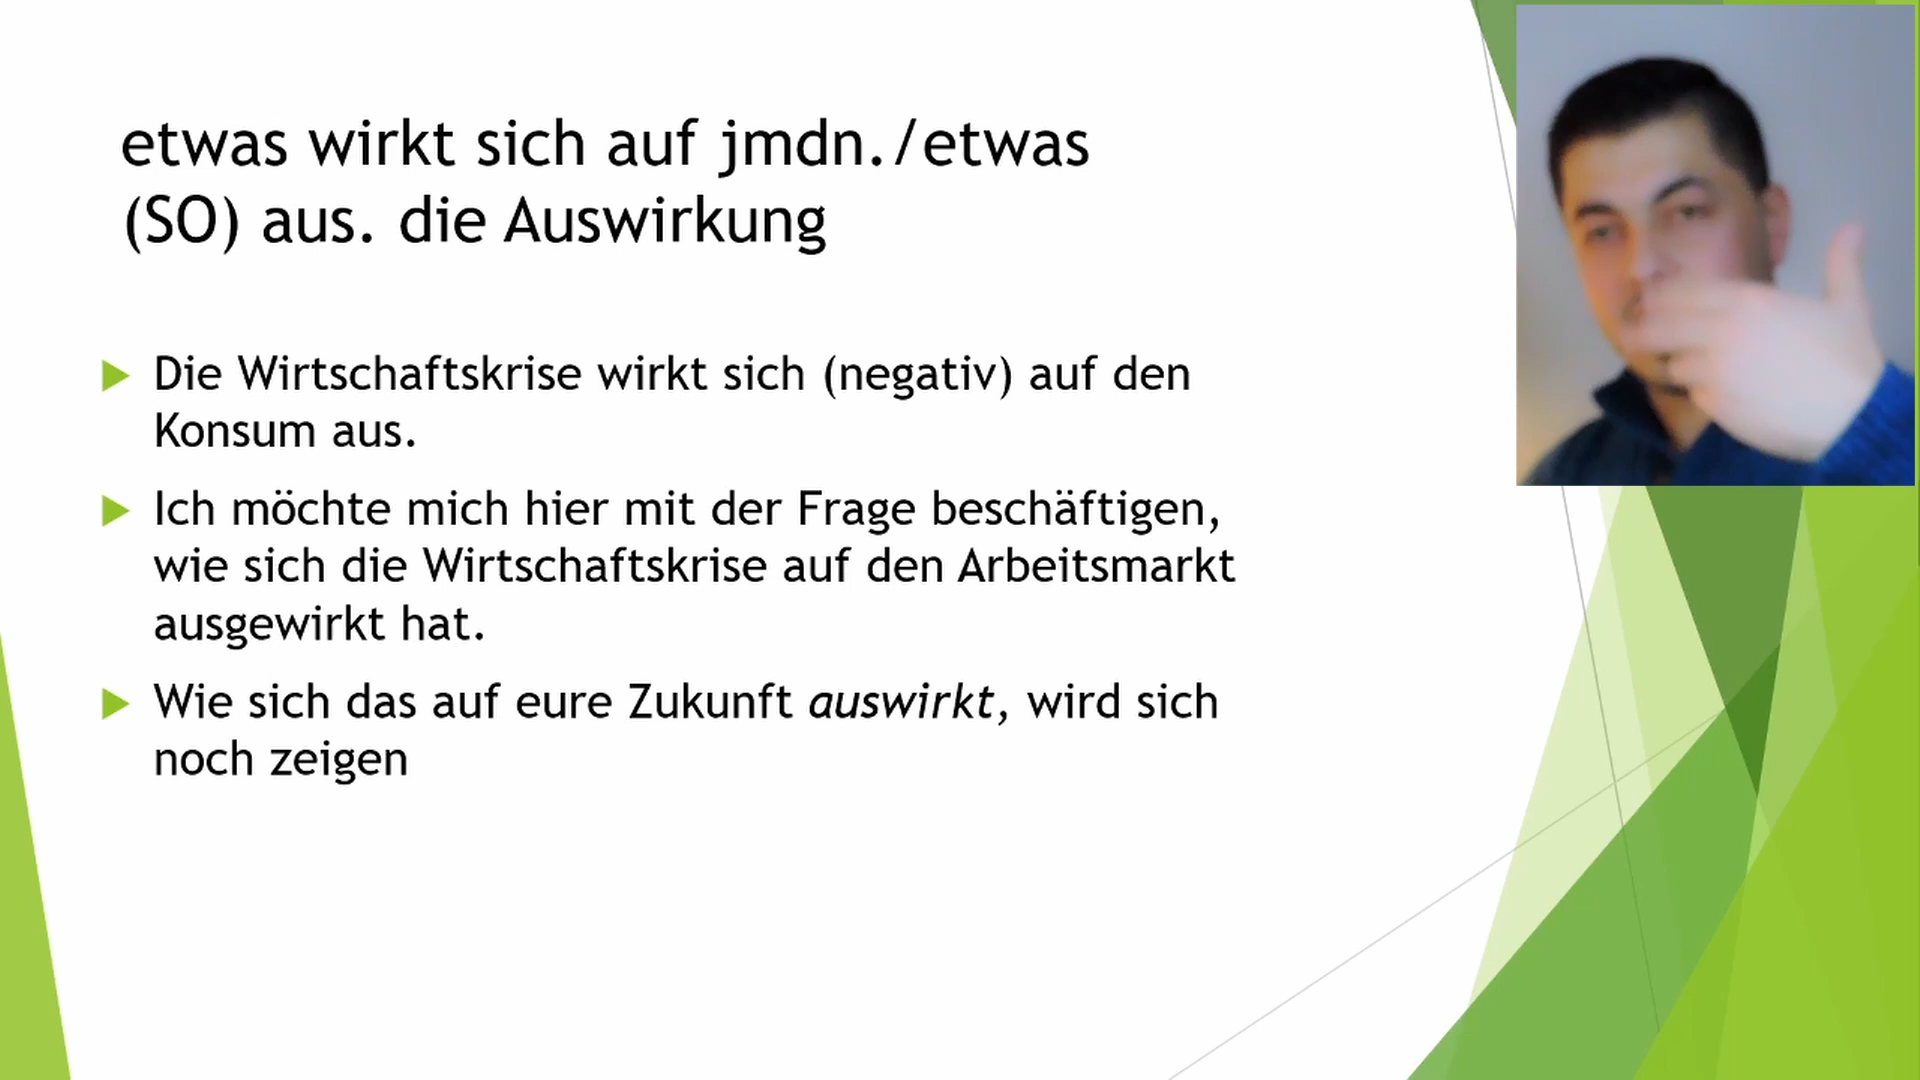 etwas wirkt sich auf jmdn./etwas
(SO) aus. die Auswirkung
Die Wirtschaftskrise wirkt sich (negativ) auf den
Konsum aus.
Ich möchte mich hier mit der Frage beschäftigen,
wie sich die Wirtschaftskrise auf den Arbeitsmarkt
ausgewirkt hat.
Wie sich das auf eure Zukunft auswirkt, wird sich
noch zeigen